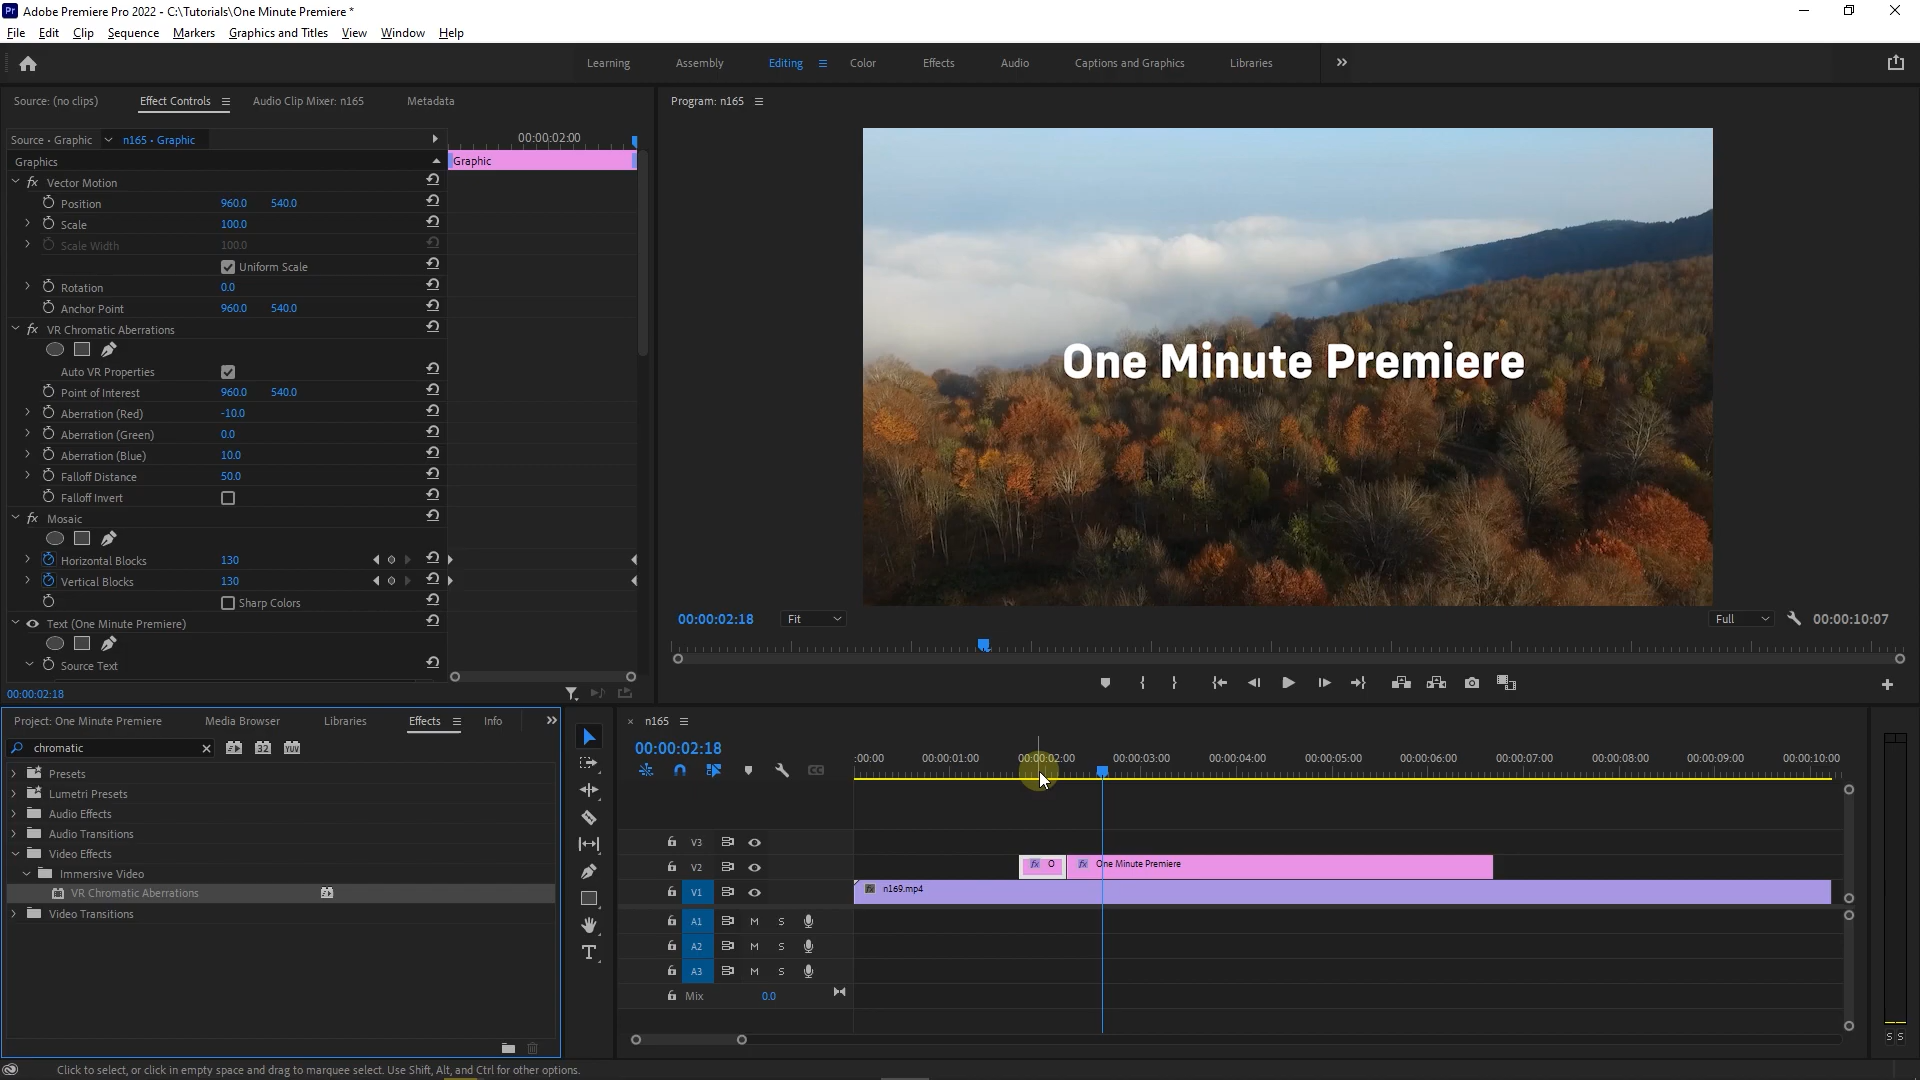 Adobe Premiere Pro 2022 - C:\Tutorials\One Minute Premiere *
File Edit Clip Sequence Markers Graphics and Titles View Window Help
Learning Assembly Editing Color Effects Audio Captions and Graphics Libraries
Source: (no clips) Effect Controls Audio Clip Mixer: n165 Metadata
Program: n165
Source - Graphic n165 - Graphic 00:00:02:00
Graphics Graphic
fx Vector Motion
Position 960.0 540.0
Scale 100.0
Scale Width 100.0
Uniform Scale
Rotation 0.0
Anchor Point 960.0 540.0
fx VR Chromatic Aberrations
Auto VR Properties
Point of Interest 960.0 540.0
Aberration (Red) -10.0
Aberration (Green) 0.0
Aberration (Blue) 10.0
Falloff Distance 50.0
Falloff Invert
fx Mosaic
Horizontal Blocks 130
Vertical Blocks 130
Sharp Colors
Text (One Minute Premiere)
Source Text
00:00:02:18
One Minute Premiere
00:00:02:18 Fit Full 00:00:10:07
Project: One Minute Premiere Media Browser Libraries Effects Info
chromatic 32 YUV
Presets
Lumetri Presets
Audio Effects
Audio Transitions
Video Effects
Immersive Video
VR Chromatic Aberrations
Video Transitions
n165
00:00:02:18
:00:00 00:00:01:00 00:00:02:00 00:00:03:00 00:00:04:00 00:00:05:00 00:00:06:00 00:00:07:00 00:00:08:00 00:00:09:00 00:00:10:00
V3
V2 fx O fx One Minute Premiere
V1 fx n169.mp4
A1 M S
A2 M S
A3 M S
Mix 0.0
S S
Click to select, or click in empty space and drag to marquee select. Use Shift, Alt, and Ctrl for other options.